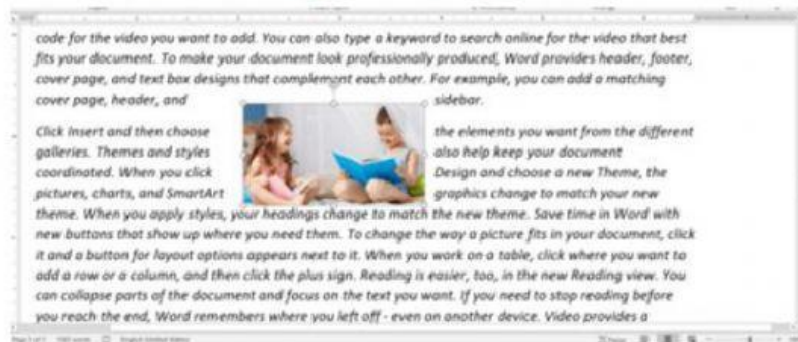 code for the video you want to add. You can also type a keyword to search online for the video that best
fits your document. To make your document look professionally produced, Word provides header, footer,
cover page, and text box designs that complement each other. For example, you can add a matching
cover page, header, and sidebar.
Click Insert and then choose the elements you want from the different
galleries. Themes and styles also help keep your document
coordinated. When you click Design and choose a new Theme, the
pictures, charts, and SmartArt graphics change to match your new
theme. When you apply styles, your headings change to match the new theme. Save time in Word with
new buttons that show up where you need them. To change the way a picture fits in your document, click
it and a button for layout options appears next to it. When you work on a table, click where you want to
add a row or a column, and then click the plus sign. Reading is easier, too, in the new Reading view. You
can collapse parts of the document and focus on the text you want. If you need to stop reading before
you reach the end, Word remembers where you left off - even on another device. Video provides a
English (United States)